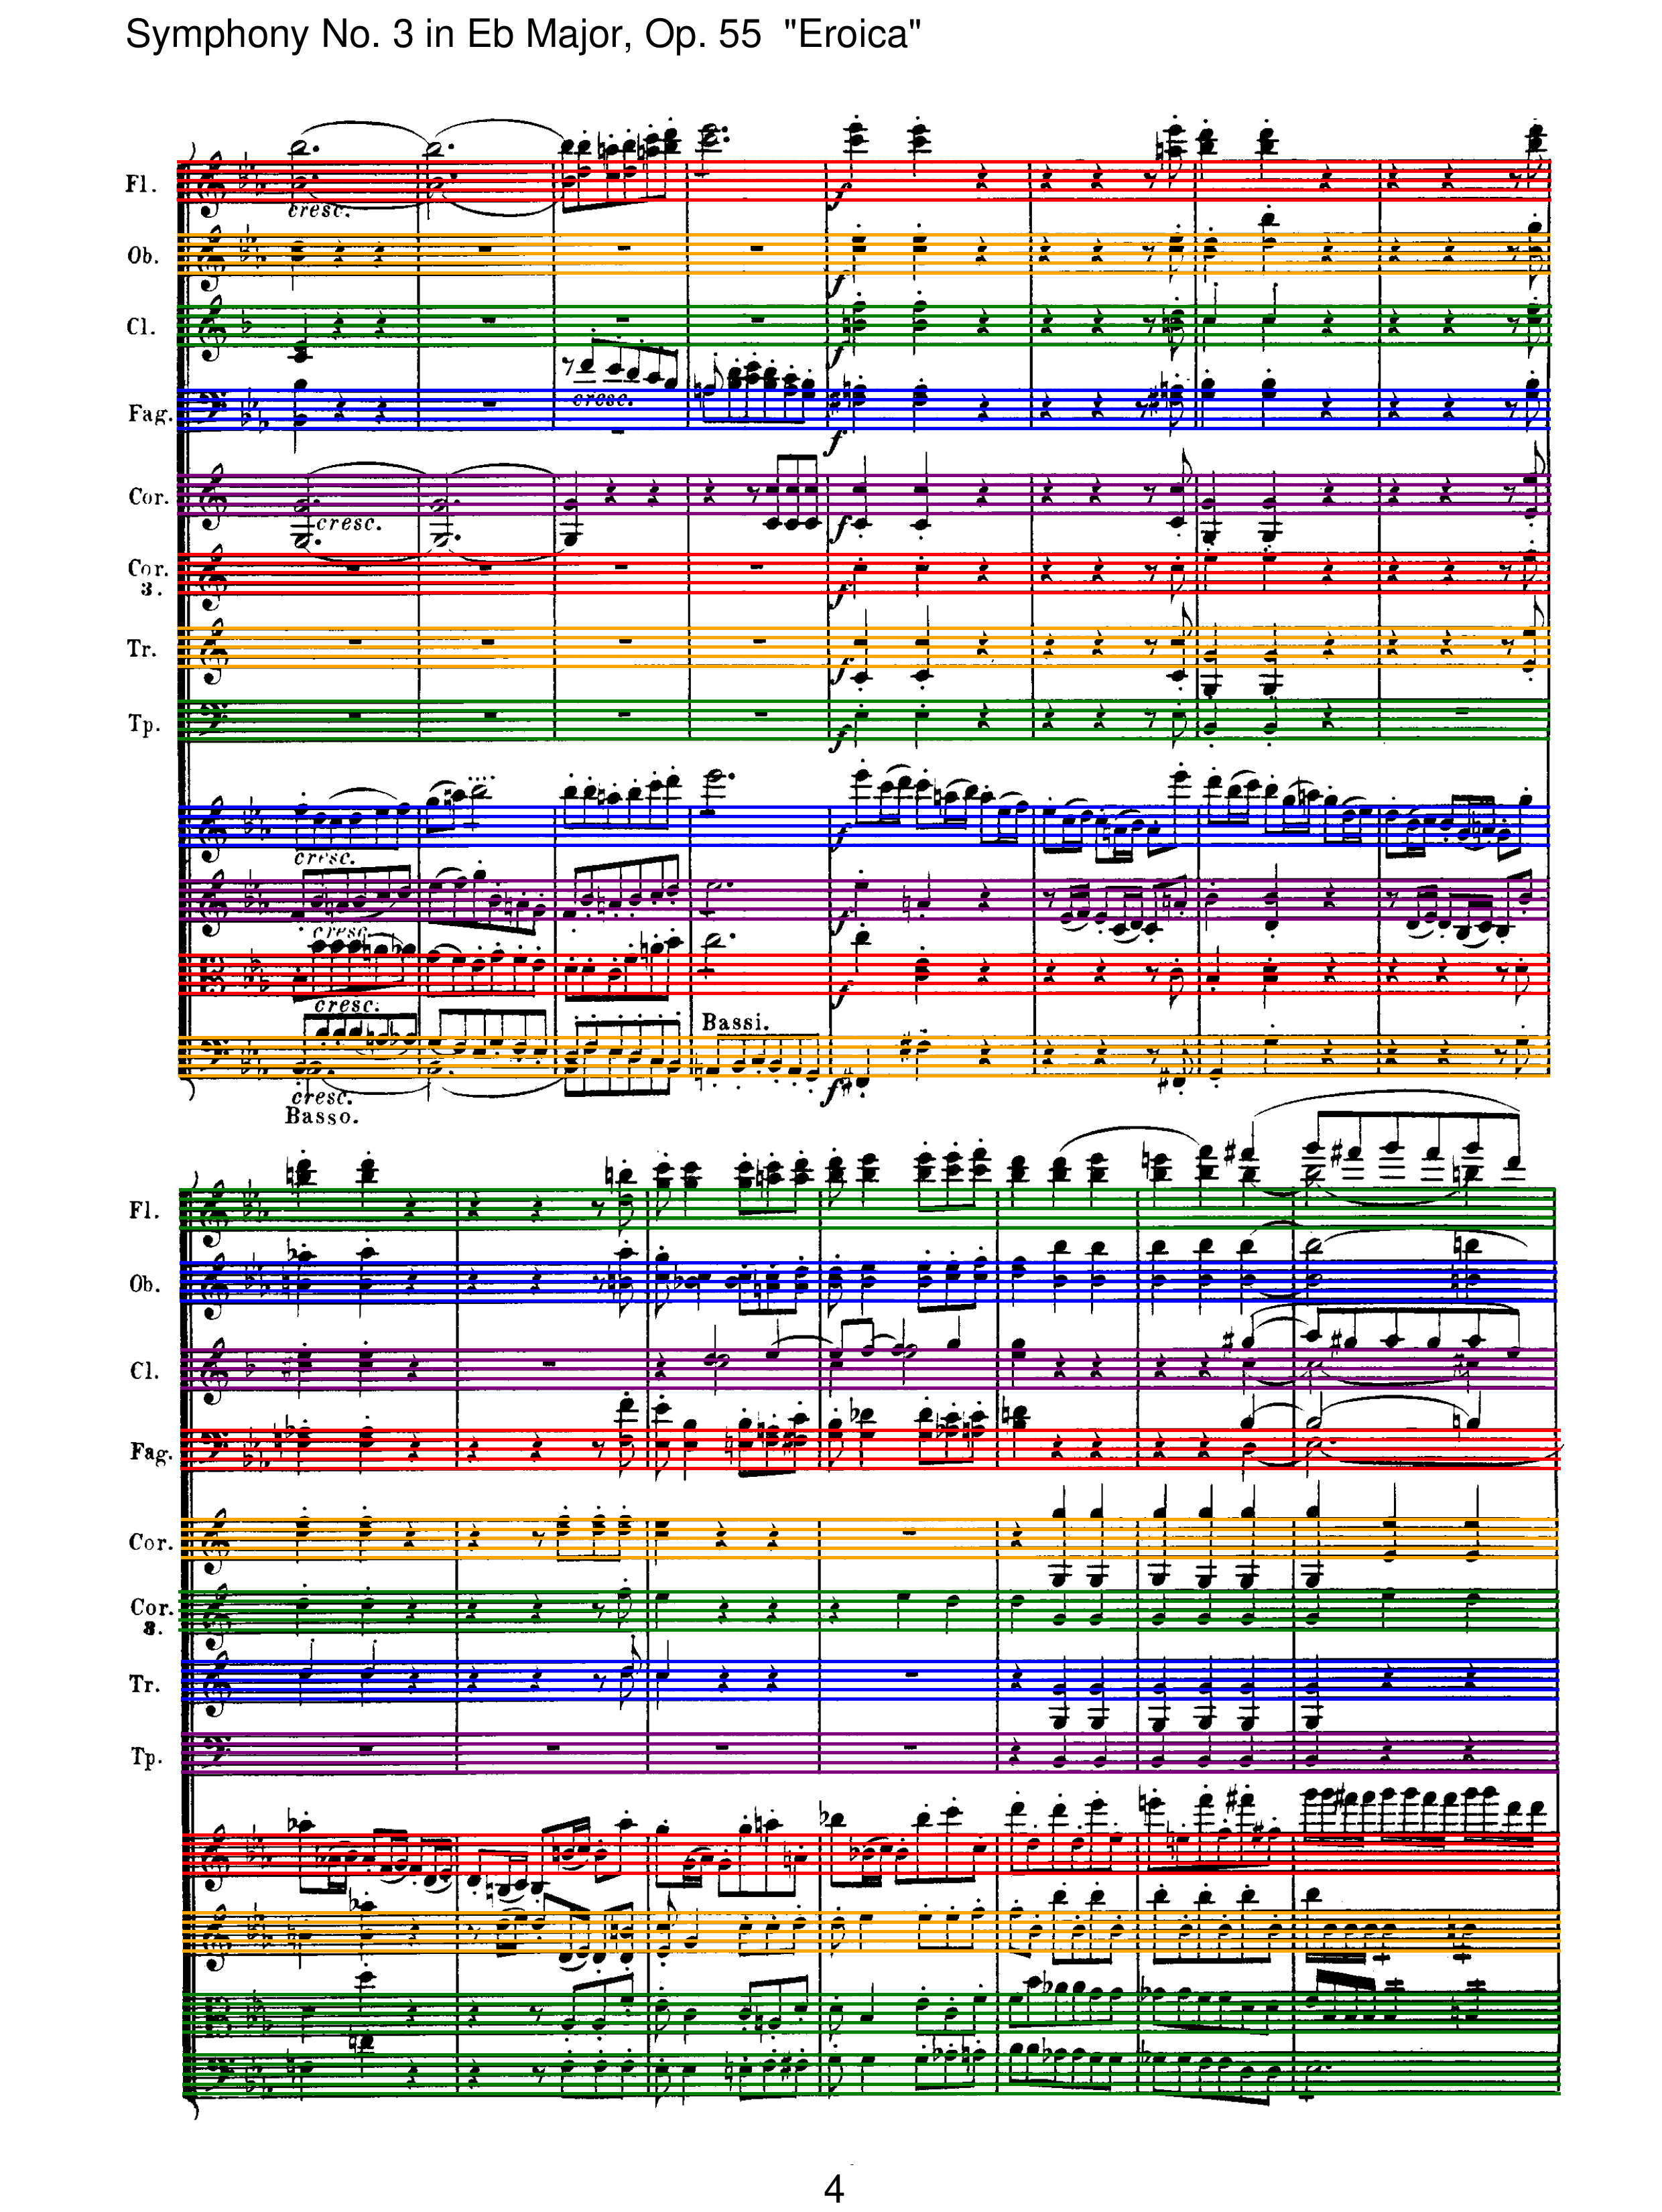 Symphony No. 3 in Eb Major, Op. 55 "Eroica"
Fl.
cresc.
Ob.
f
Cl.
f
cresc.
Fag.
f
Cor.
cresc.
f
Cor.
3.
f
Tr.
f
Tp.
f
cresc.
f
cresc.
f
cresc.
f
Bassi.
cresc.
f
Basso.
Fl.
Ob.
Cl.
Fag.
Cor.
Cor.
3.
Tr.
Tp.
4